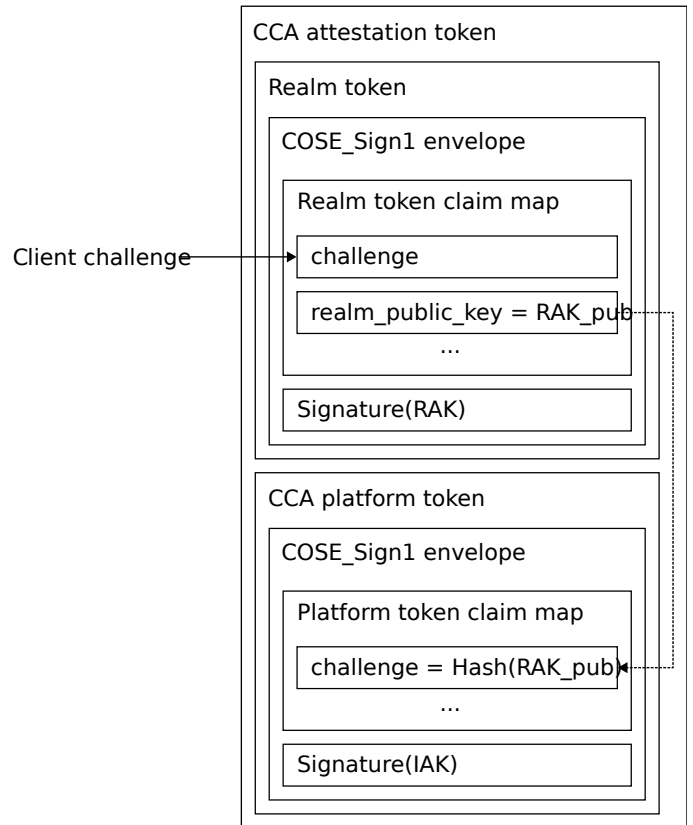 CCA attestation token
Realm token
COSE_Sign1 envelope
Realm token claim map
Client challenge
challenge
realm_public_key = RAK_pub
...
Signature(RAK)
CCA platform token
COSE_Sign1 envelope
Platform token claim map
challenge = Hash(RAK_pub)
...
Signature(IAK)